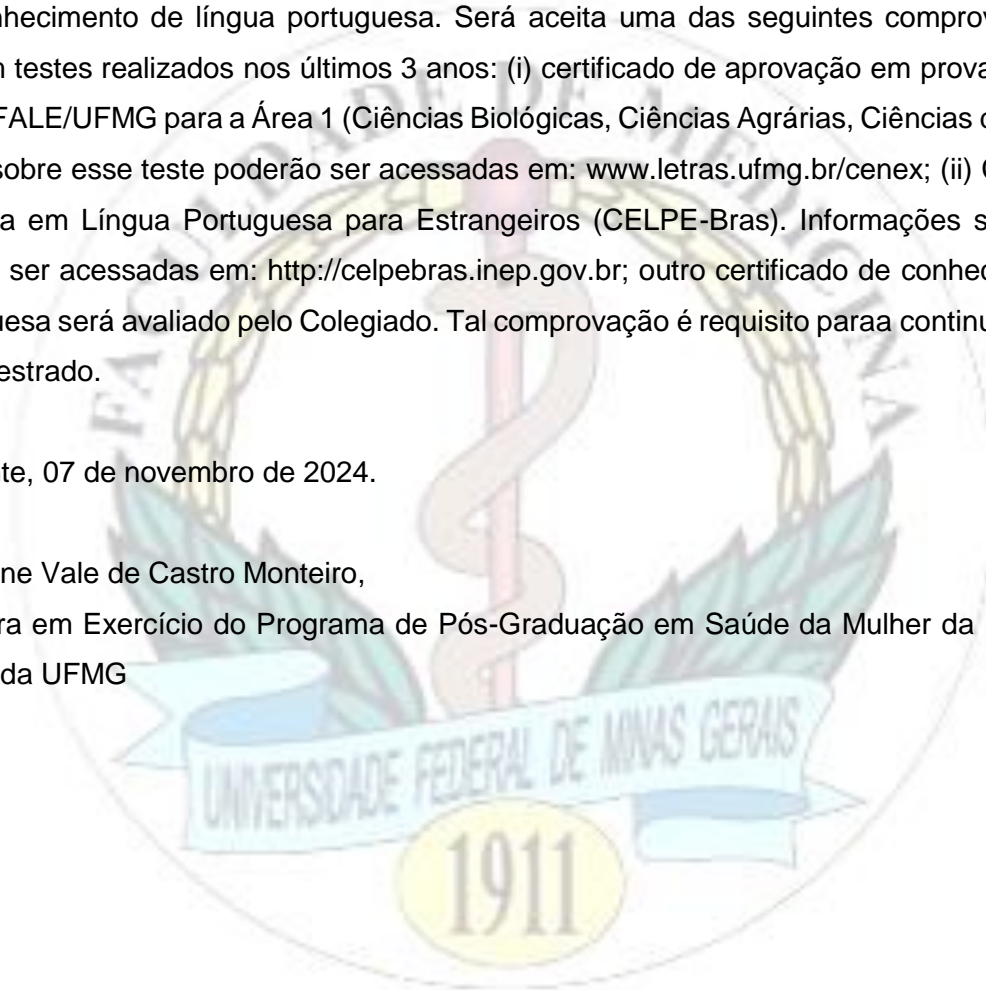 nhecimento de língua portuguesa. Será aceita uma das seguintes comprov
n testes realizados nos últimos 3 anos: (i) certificado de aprovação em prova
FALE/UFMG para a Área 1 (Ciências Biológicas, Ciências Agrárias, Ciências d
sobre esse teste poderão ser acessadas em: www.letras.ufmg.br/cenex; (ii) C
a em Língua Portuguesa para Estrangeiros (CELPE-Bras). Informações s
ser acessadas em: http://celpebras.inep.gov.br; outro certificado de conhec
uesa será avaliado pelo Colegiado. Tal comprovação é requisito paraa continu
estrado.
te, 07 de novembro de 2024.
ne Vale de Castro Monteiro,
ra em Exercício do Programa de Pós-Graduação em Saúde da Mulher da
da UFMG
FACULDADE DE MEDICINA
UNIVERSIDADE FEDERAL DE MINAS GERAIS
1911